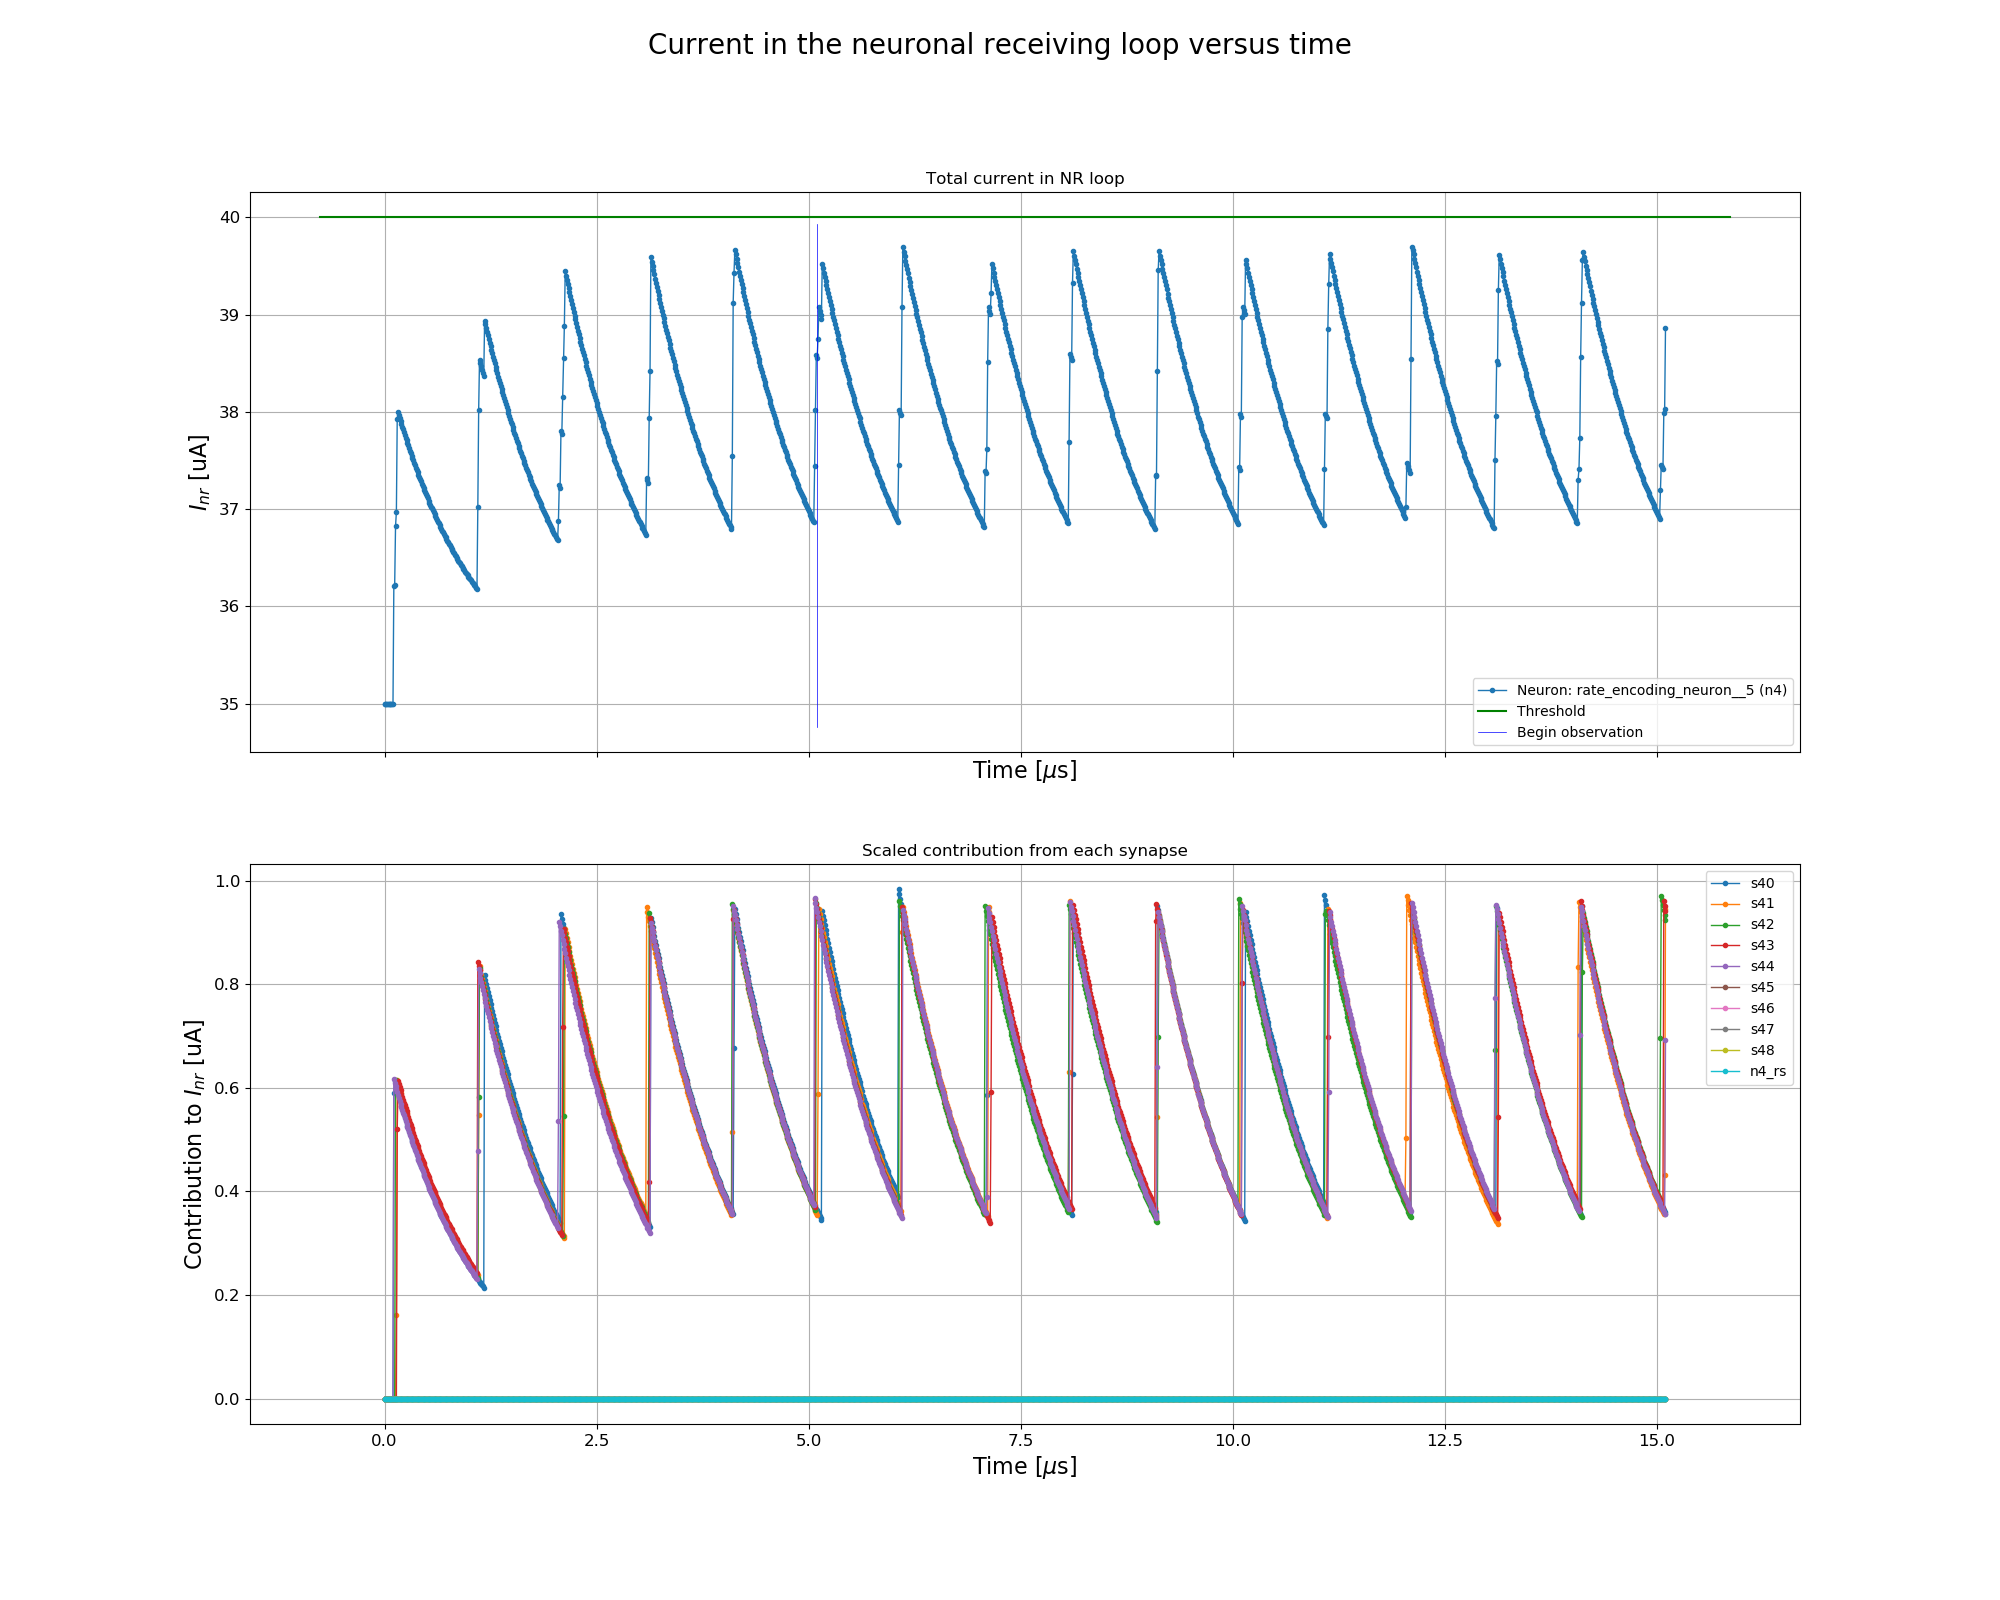 Current in the neuronal receiving loop versus time
Total current in NR loop
40
39
38
37
36
35
I_nr [uA]
Neuron: rate_encoding_neuron__5 (n4)
Threshold
Begin observation
Time [μs]
Scaled contribution from each synapse
1.0
0.8
0.6
0.4
0.2
0.0
Contribution to I_nr [uA]
s40
s41
s42
s43
s44
s45
s46
s47
s48
n4_rs
0.0 2.5 5.0 7.5 10.0 12.5 15.0
Time [μs]